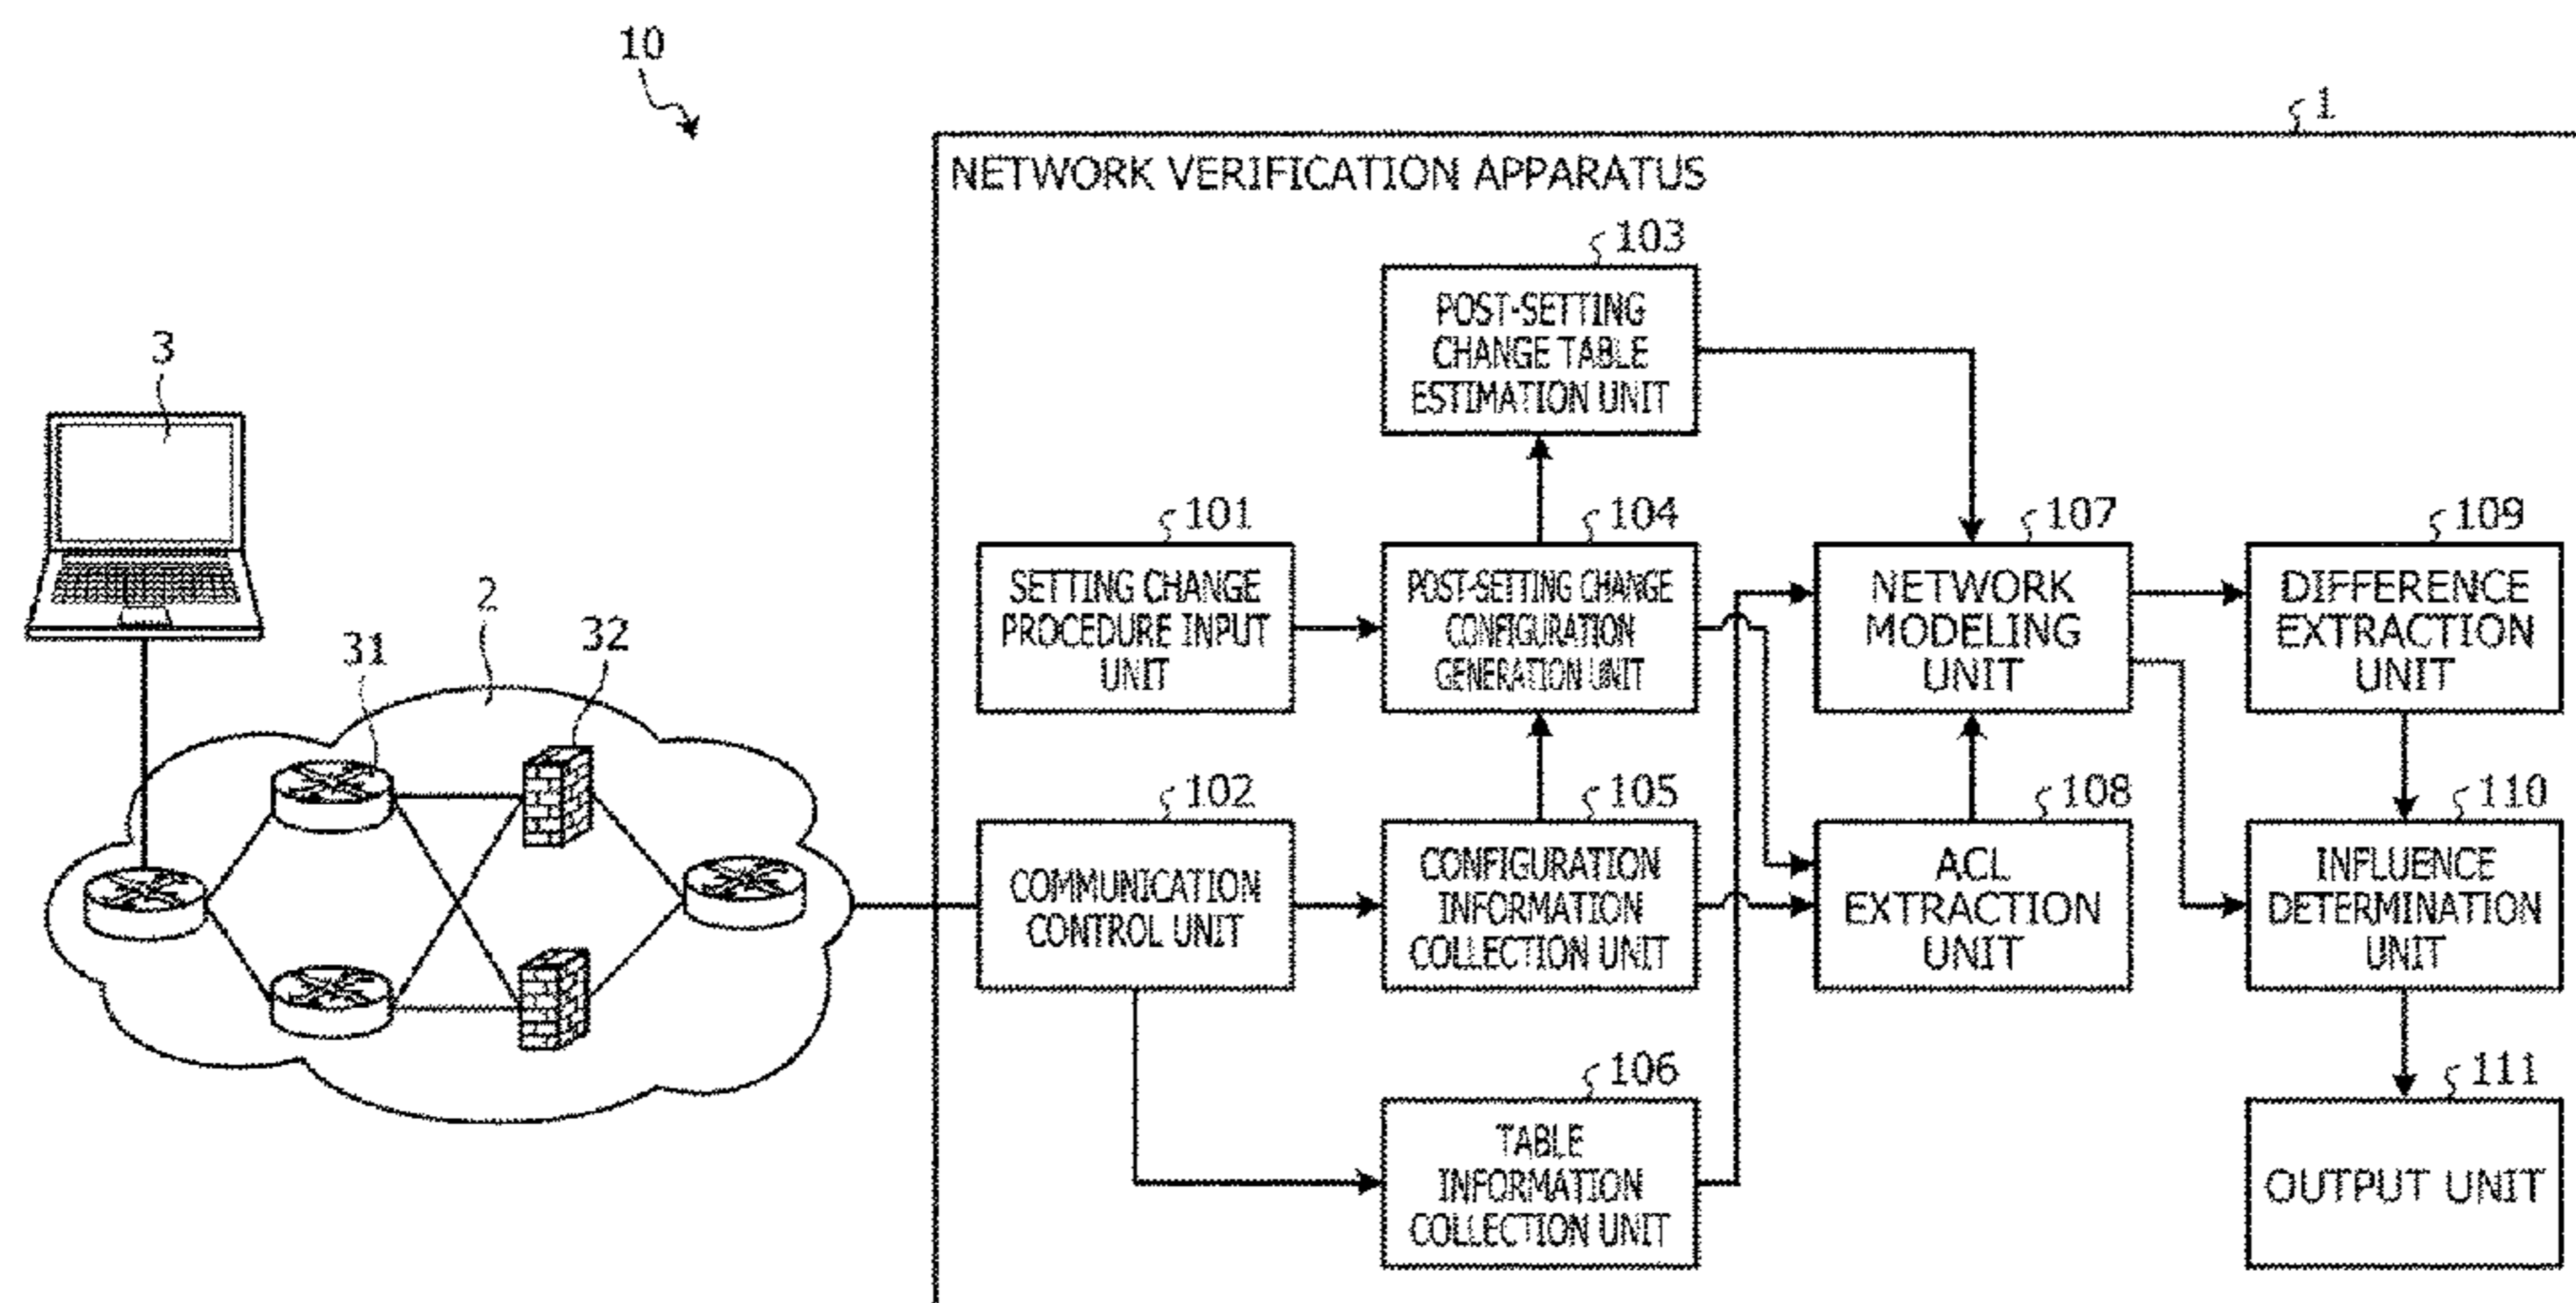 10
1
NETWORK VERIFICATION APPARATUS
103
POST-SETTING
CHANGE TABLE
ESTIMATION UNIT
3
2
31
32
101
SETTING CHANGE
PROCEDURE INPUT
UNIT
104
POST-SETTING CHANGE
CONFIGURATION
GENERATION UNIT
107
NETWORK
MODELING
UNIT
109
DIFFERENCE
EXTRACTION
UNIT
102
COMMUNICATION
CONTROL UNIT
105
CONFIGURATION
INFORMATION
COLLECTION UNIT
108
ACL
EXTRACTION
UNIT
110
INFLUENCE
DETERMINATION
UNIT
106
TABLE
INFORMATION
COLLECTION UNIT
111
OUTPUT UNIT